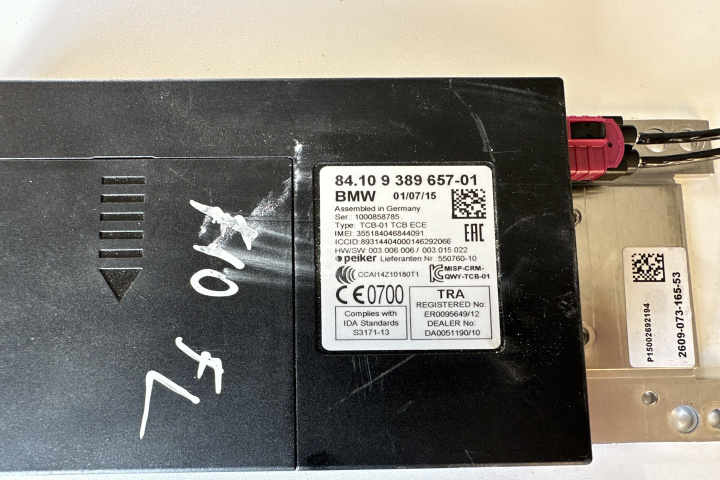 84.10 9 389 657-01
BMW 01/07/15
Assembled in Germany
Ser : 1000858785
Type: TCB-01 TCB ECE
IMEI: 355184046844091
ICCID: 89314404000146292066
HW/SW: 003.006 006 / 003.015.022
peiker Lieferanten Nr. 550760-10
EAC
CCAI14Z10180T1
MISP-CRM-
QWY-TCB-01
CE0700
Complies with
IDA Standards
S3171-13
TRA
REGISTERED No:
ER0095649/12
DEALER No:
DA0051190/10
P15002692194
2609-073-165-53
F10
FL